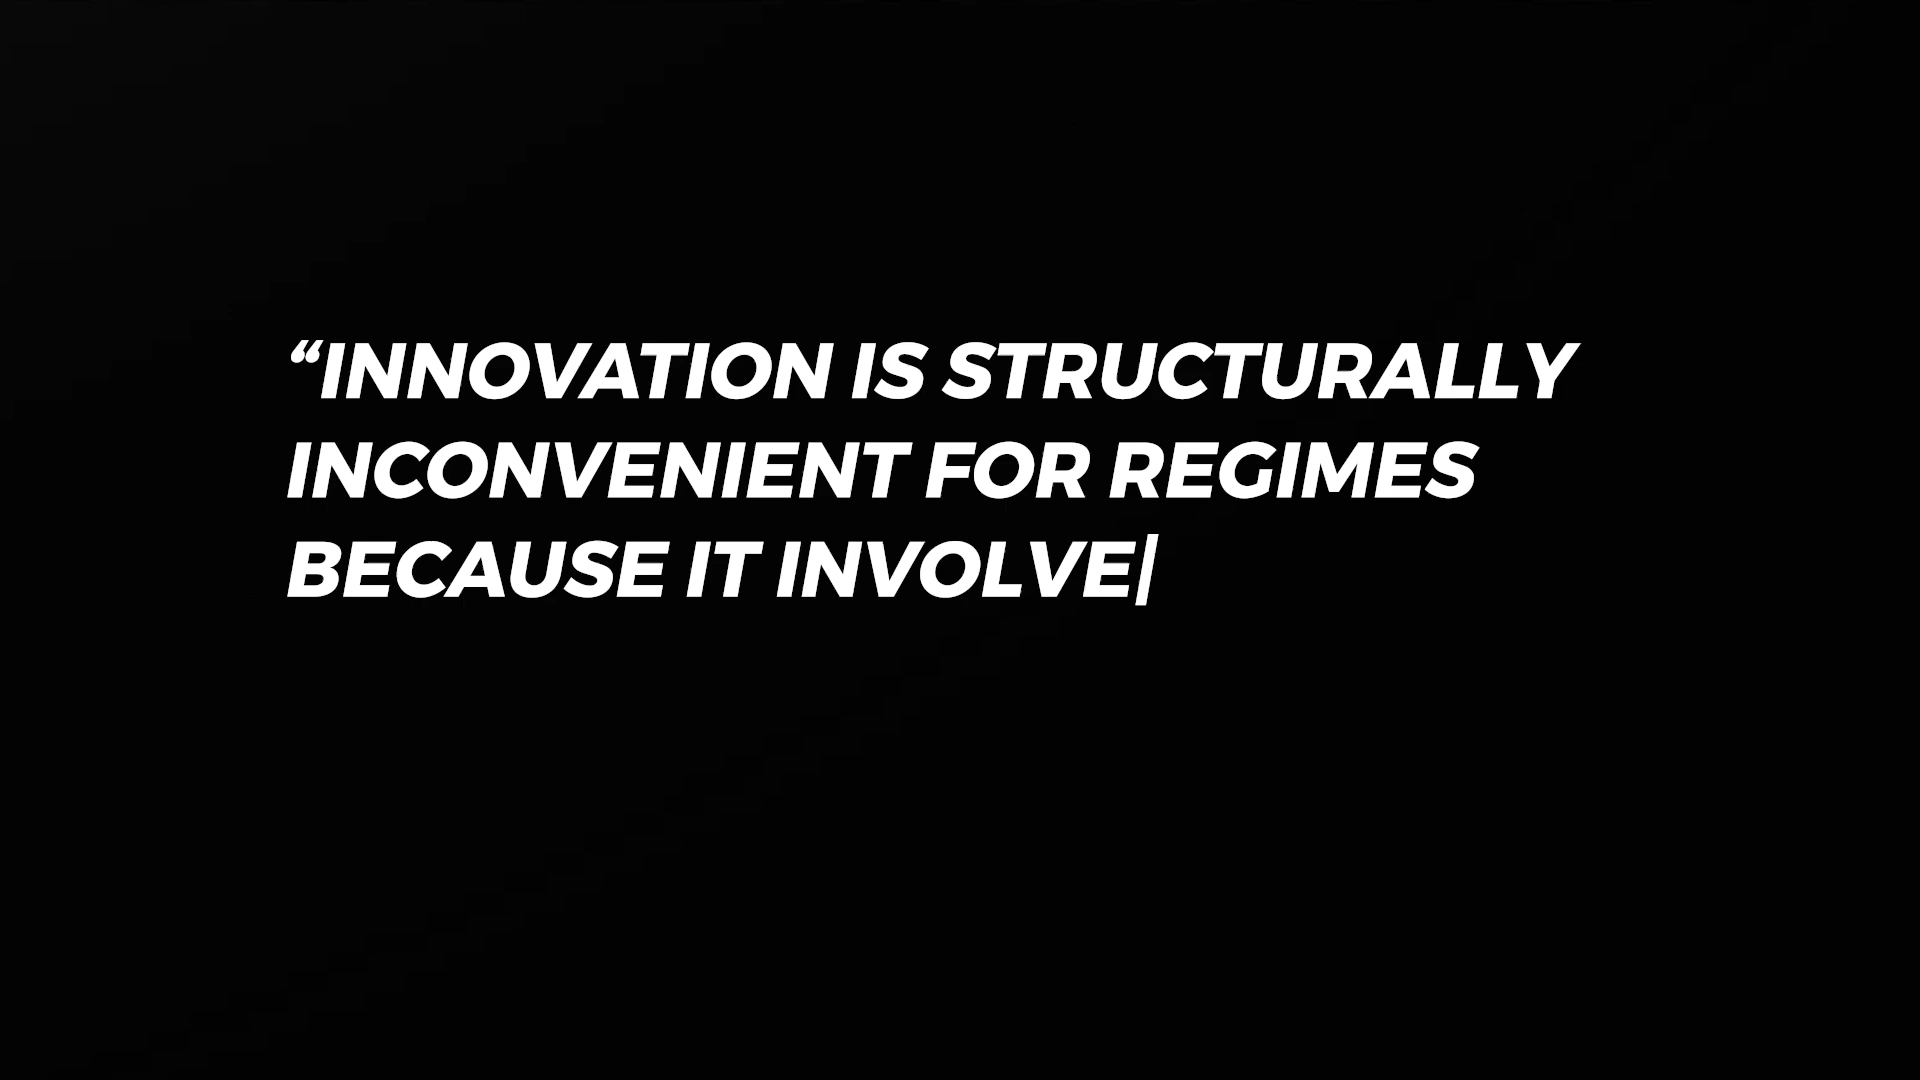 “INNOVATION IS STRUCTURALLY
INCONVENIENT FOR REGIMES
BECAUSE IT INVOLVE|